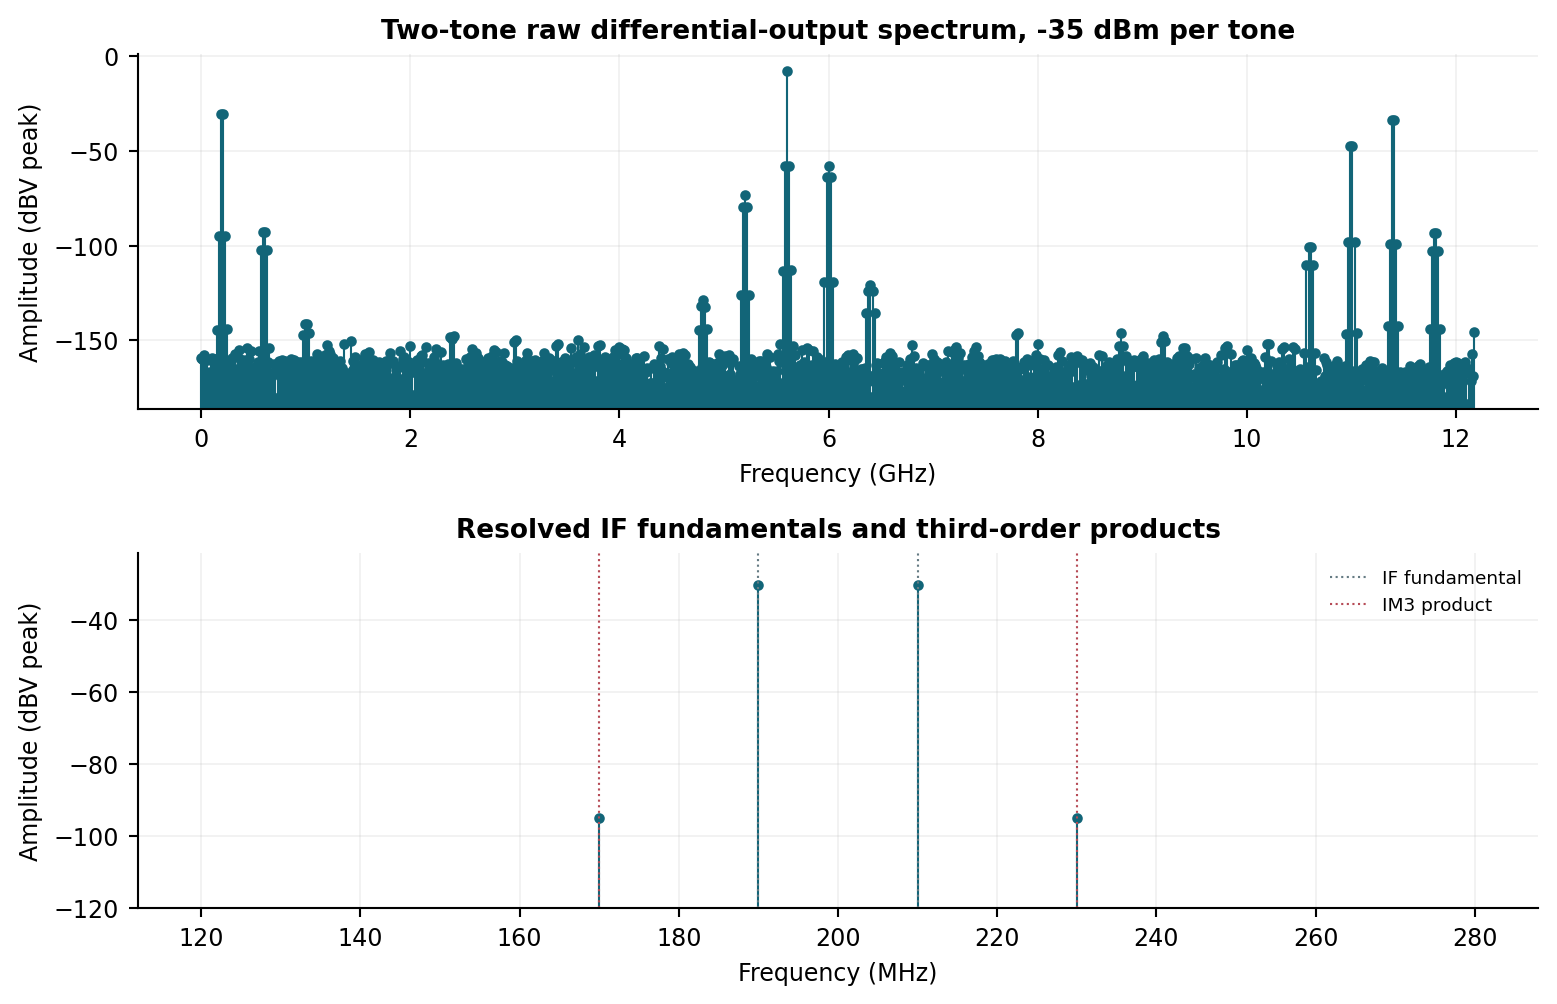 Two-tone raw differential-output spectrum, -35 dBm per tone
Amplitude (dBV peak)
0
−50
−100
−150
0 2 4 6 8 10 12
Frequency (GHz)
Resolved IF fundamentals and third-order products
IF fundamental
IM3 product
Amplitude (dBV peak)
−40
−60
−80
−100
−120
120 140 160 180 200 220 240 260 280
Frequency (MHz)